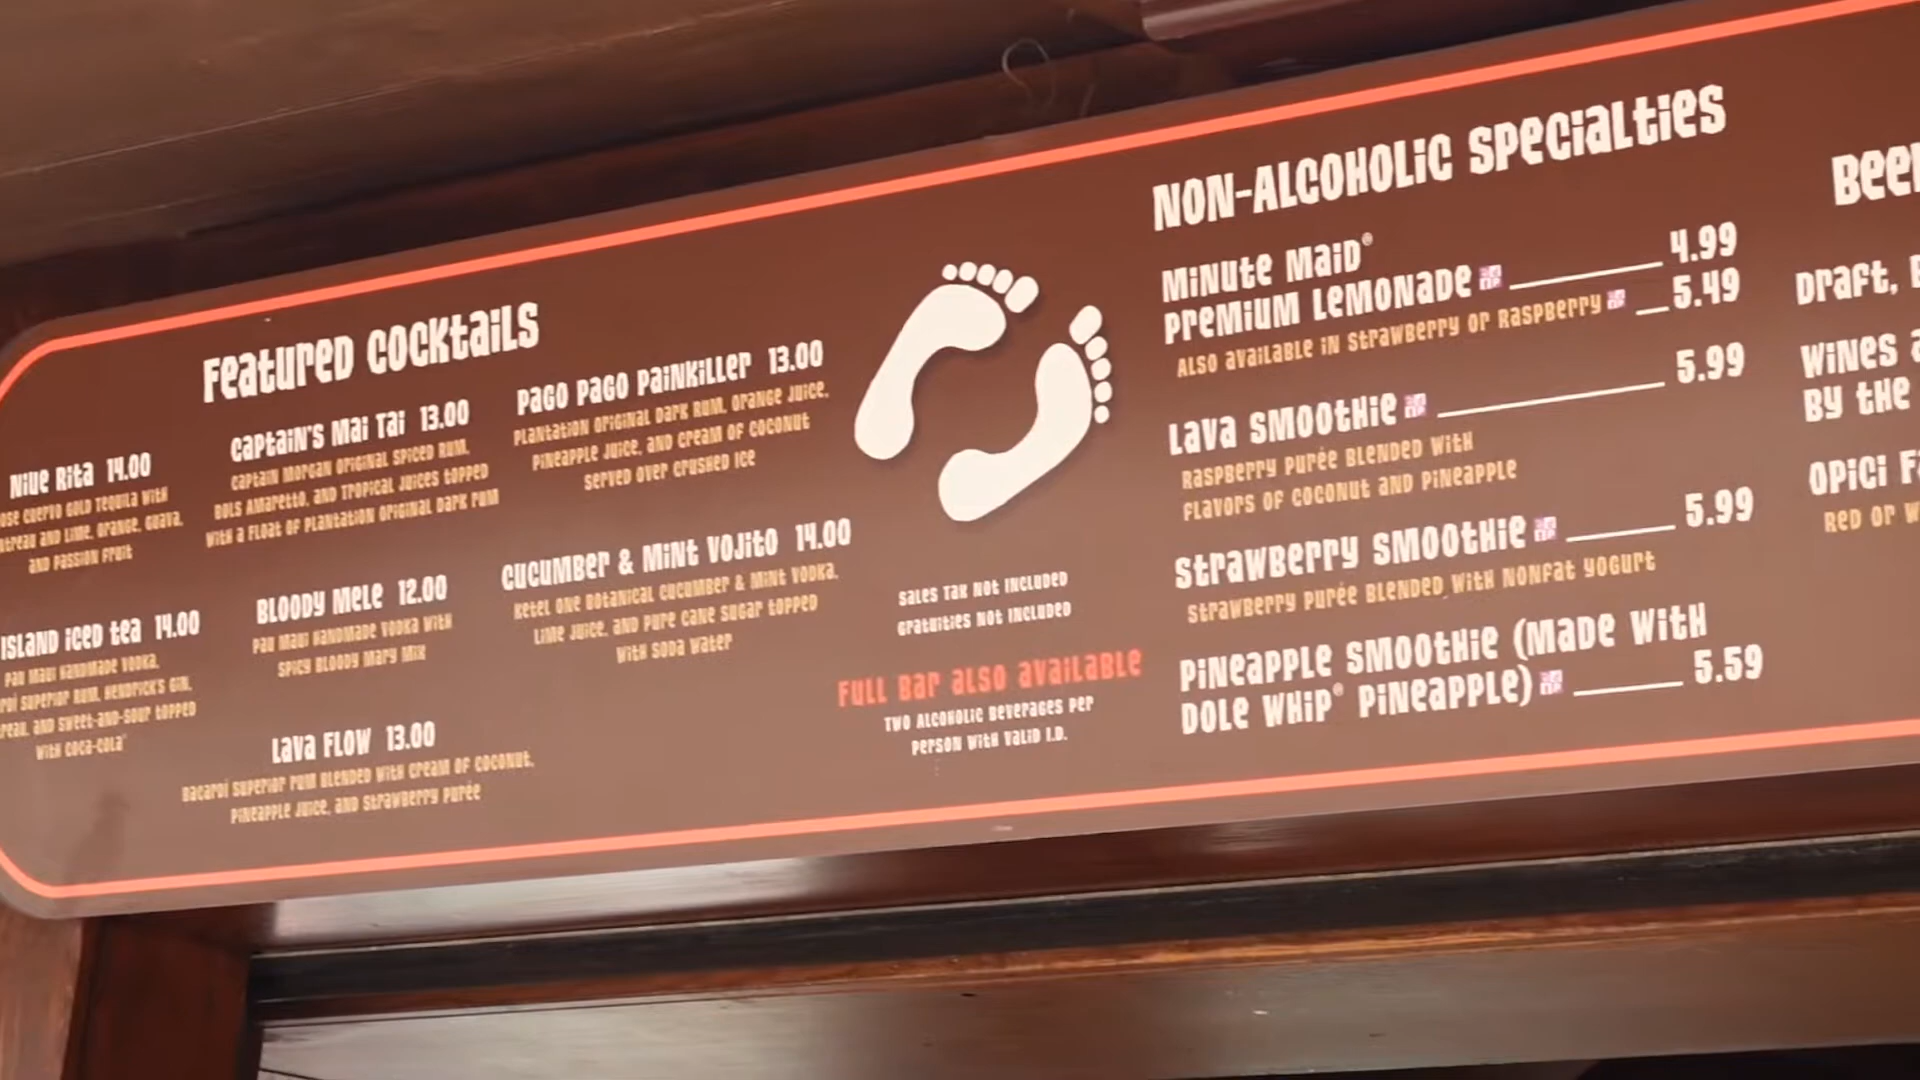 Featured Cocktails
Niue Rita 14.00
Cuervo Gold Tequila with
and Lime, Orange, Guava,
and Passion Fruit
Island Iced Tea 14.00
Pau Maui Handmade Vodka,
Superior Rum, Hendrick's Gin,
and Sweet-and-Sour topped
with Coca-Cola®
Captain's Mai Tai 13.00
Captain Morgan Original Spiced Rum,
Bols Amaretto, and Tropical Juices topped
with a Float of Plantation Original Dark Rum
Bloody Mele 12.00
Pau Maui Handmade Vodka with
Spicy Bloody Mary Mix
Lava Flow 13.00
Bacardí Superior Rum Blended with Cream of Coconut,
Pineapple Juice, and Strawberry Purée
Pago Pago Painkiller 13.00
Plantation Original Dark Rum, Orange Juice,
Pineapple Juice, and Cream of Coconut
served over Crushed Ice
Cucumber & Mint Vojito 14.00
Ketel One Botanical Cucumber & Mint Vodka,
Lime Juice, and Pure Cane Sugar topped
with Soda Water
Sales Tax Not Included
Gratuities Not Included
Full Bar also available
Two Alcoholic Beverages Per
Person with Valid I.D.
Non-Alcoholic Specialties
Minute Maid®
Premium Lemonade 4.99
Also available in Strawberry or Raspberry 5.49
Lava Smoothie 5.99
Raspberry Purée Blended with
Flavors of Coconut and Pineapple
Strawberry Smoothie 5.99
Strawberry Purée Blended with Nonfat Yogurt
Pineapple Smoothie (Made with
DOLE Whip® Pineapple) 5.59
Draft,
Wines
By the
Opici
Red or